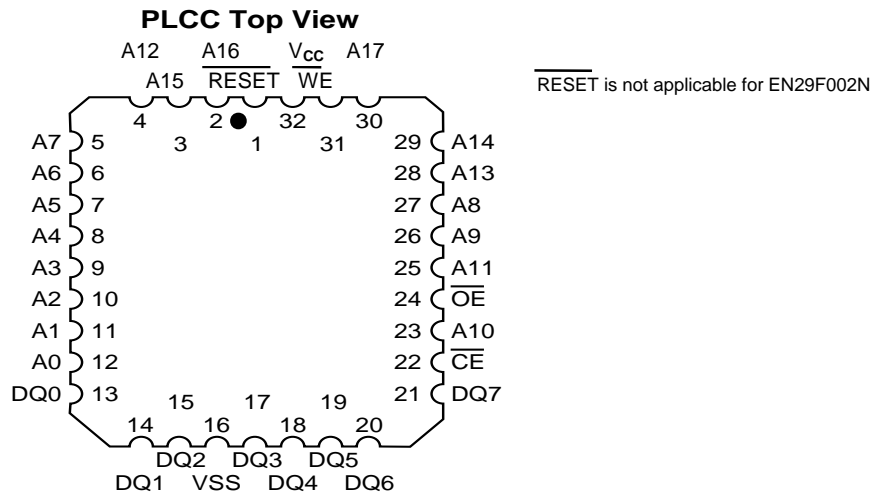 PLCC Top View
A12 A16 VCC A17
A15 RESET WE
RESET is not applicable for EN29F002N
4 2 32 30
3 1 31
A7 5 29 A14
A6 6 28 A13
A5 7 27 A8
A4 8 26 A9
A3 9 25 A11
A2 10 24 OE
A1 11 23 A10
A0 12 22 CE
DQ0 13 21 DQ7
15 17 19
14 16 18 20
DQ2 DQ3 DQ5
DQ1 VSS DQ4 DQ6